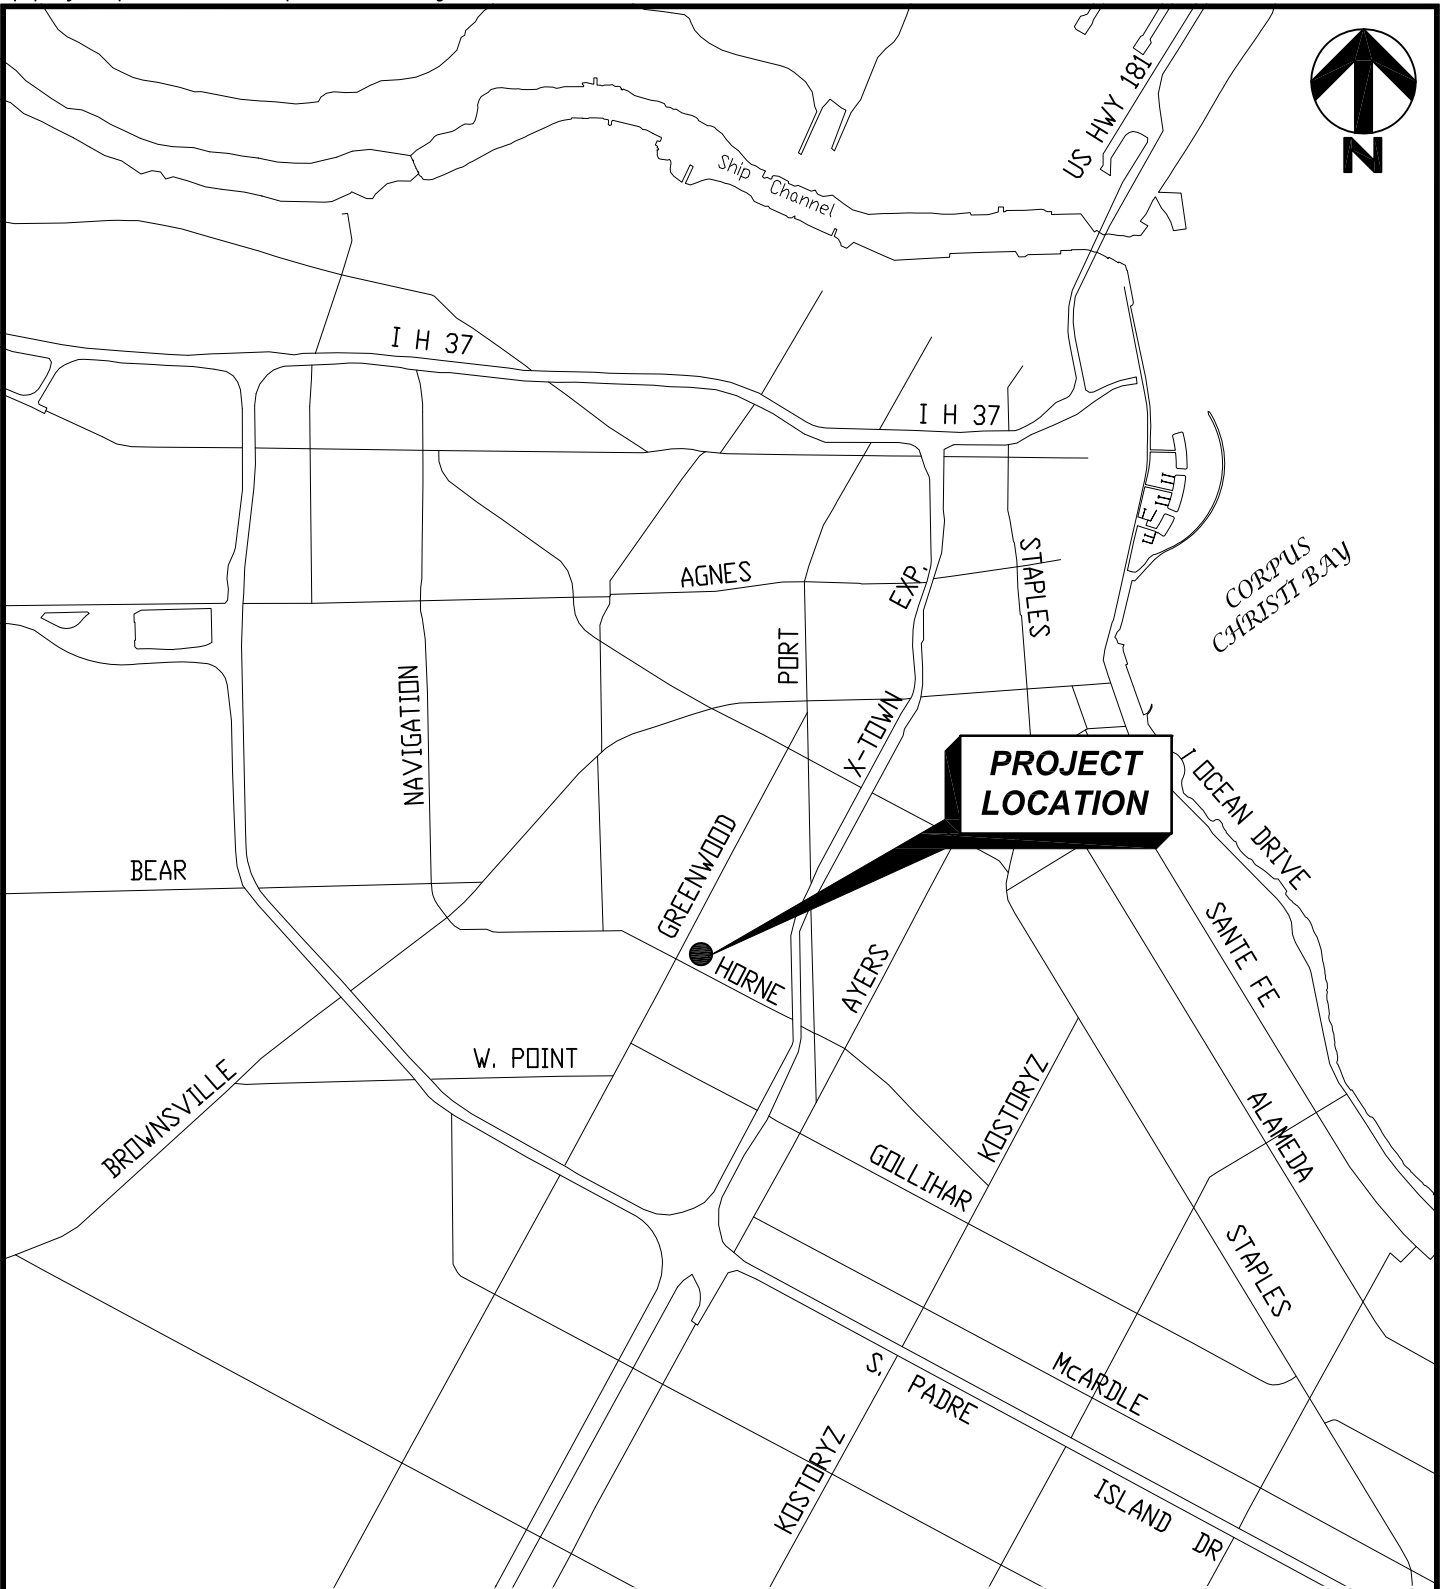 US HWY 181
N
Ship Channel
I H 37
I H 37
CORPUS
CHRISTI BAY
AGNES
EXP.
STAPLES
PORT
NAVIGATION
X-TOWN
PROJECT
LOCATION
OCEAN DRIVE
GREENWOOD
BEAR
SANTE FE
HORNE
AYERS
W. POINT
KOSTORYZ
BROWNSVILLE
ALAMEDA
GOLLIHAR
STAPLES
McARDLE
S. PADRE
ISLAND DR
KOSTORYZ